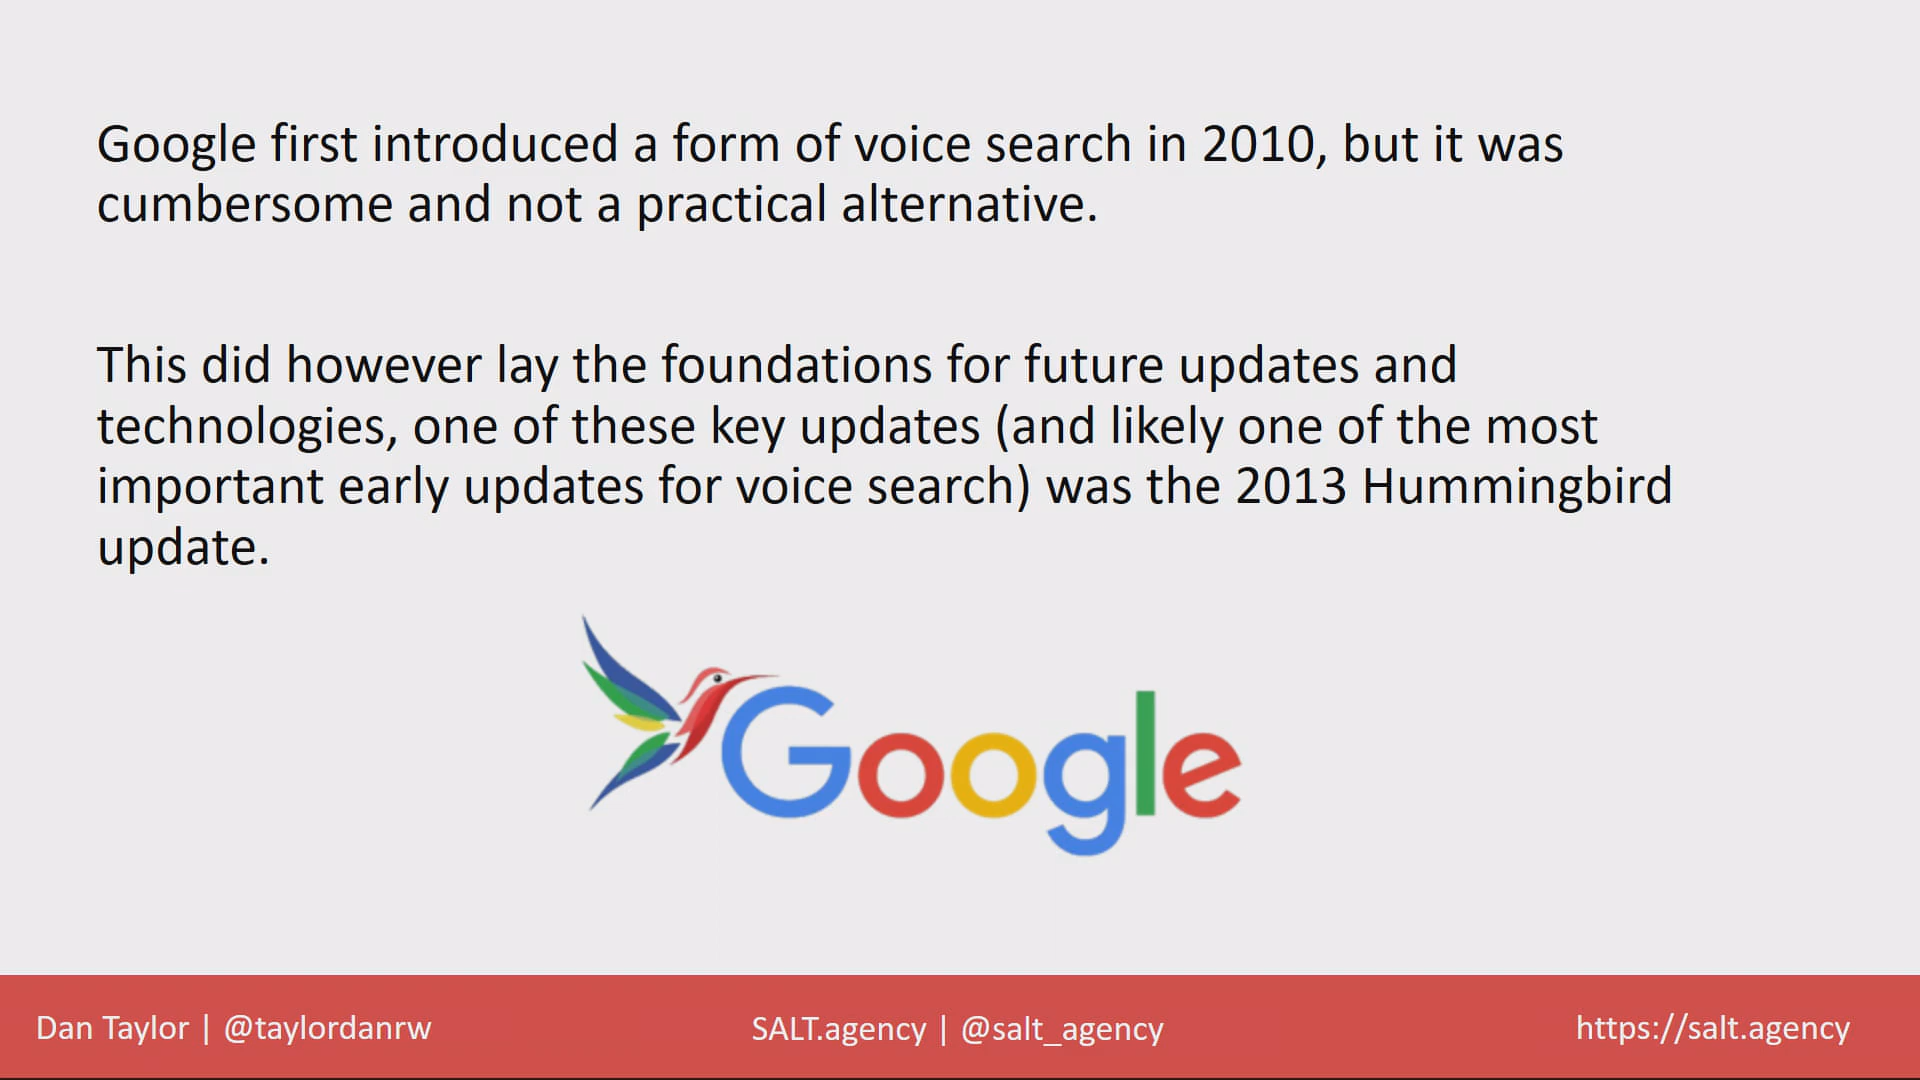 Google first introduced a form of voice search in 2010, but it was
cumbersome and not a practical alternative.
This did however lay the foundations for future updates and
technologies, one of these key updates (and likely one of the most
important early updates for voice search) was the 2013 Hummingbird
update.
Google
Dan Taylor | @taylordanrw
SALT.agency | @salt_agency
https://salt.agency